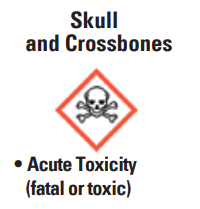 Skull
and Crossbones
• Acute Toxicity
(fatal or toxic)